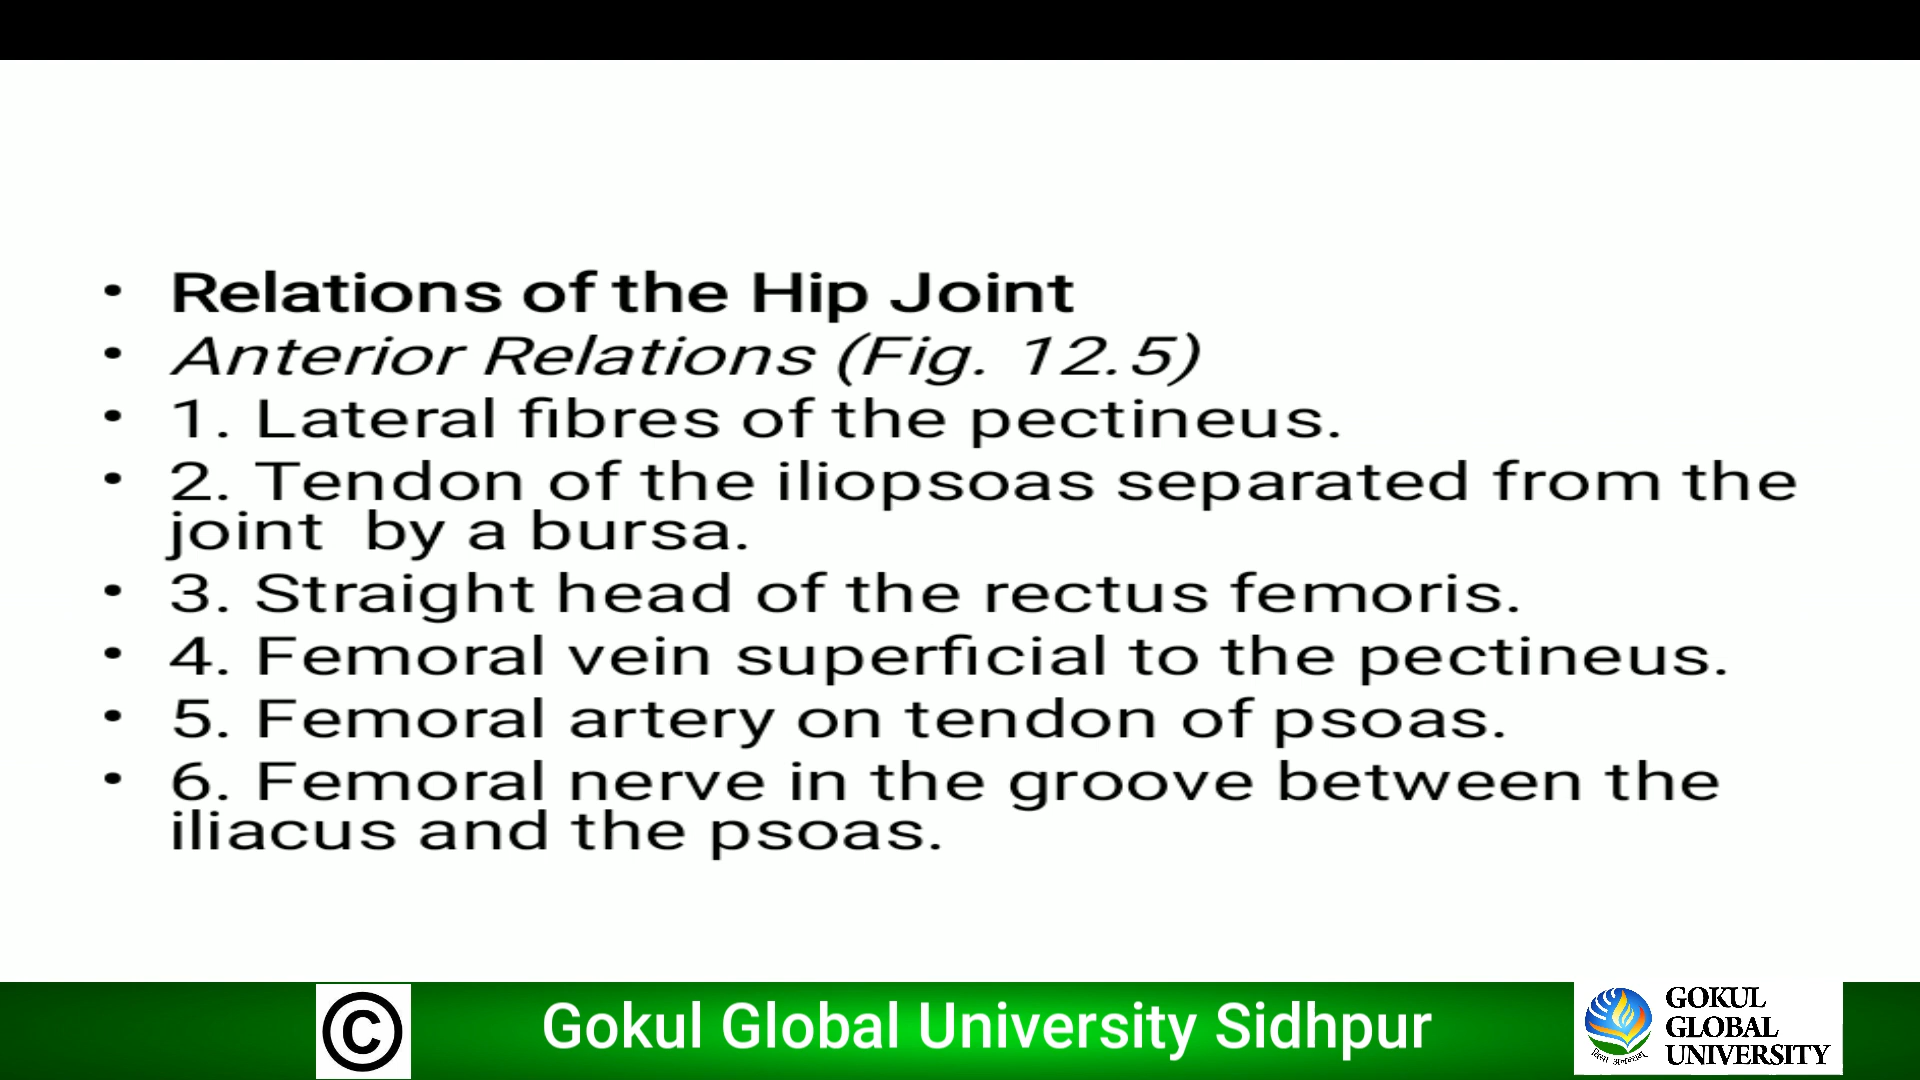 • Relations of the Hip Joint
• Anterior Relations (Fig. 12.5)
• 1. Lateral fibres of the pectineus.
• 2. Tendon of the iliopsoas separated from the
joint by a bursa.
• 3. Straight head of the rectus femoris.
• 4. Femoral vein superficial to the pectineus.
• 5. Femoral artery on tendon of psoas.
• 6. Femoral nerve in the groove between the
iliacus and the psoas.
©
Gokul Global University Sidhpur
GOKUL
GLOBAL
UNIVERSITY